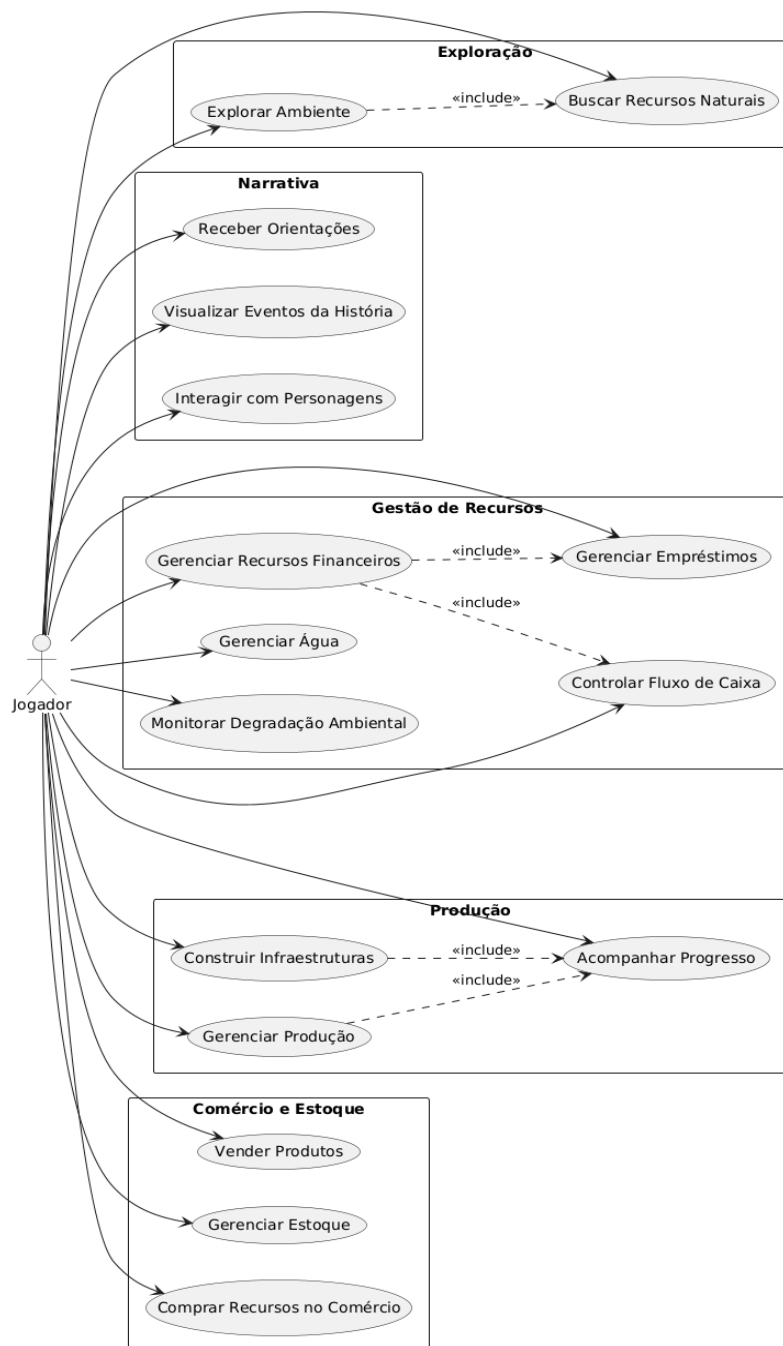 Exploração
Explorar Ambiente
«include»
Buscar Recursos Naturais
Narrativa
Receber Orientações
Visualizar Eventos da História
Interagir com Personagens
Gestão de Recursos
Gerenciar Recursos Financeiros
«include»
Gerenciar Empréstimos
«include»
Gerenciar Água
Controlar Fluxo de Caixa
Monitorar Degradação Ambiental
Jogador
Produção
Construir Infraestruturas
«include»
Acompanhar Progresso
«include»
Gerenciar Produção
Comércio e Estoque
Vender Produtos
Gerenciar Estoque
Comprar Recursos no Comércio